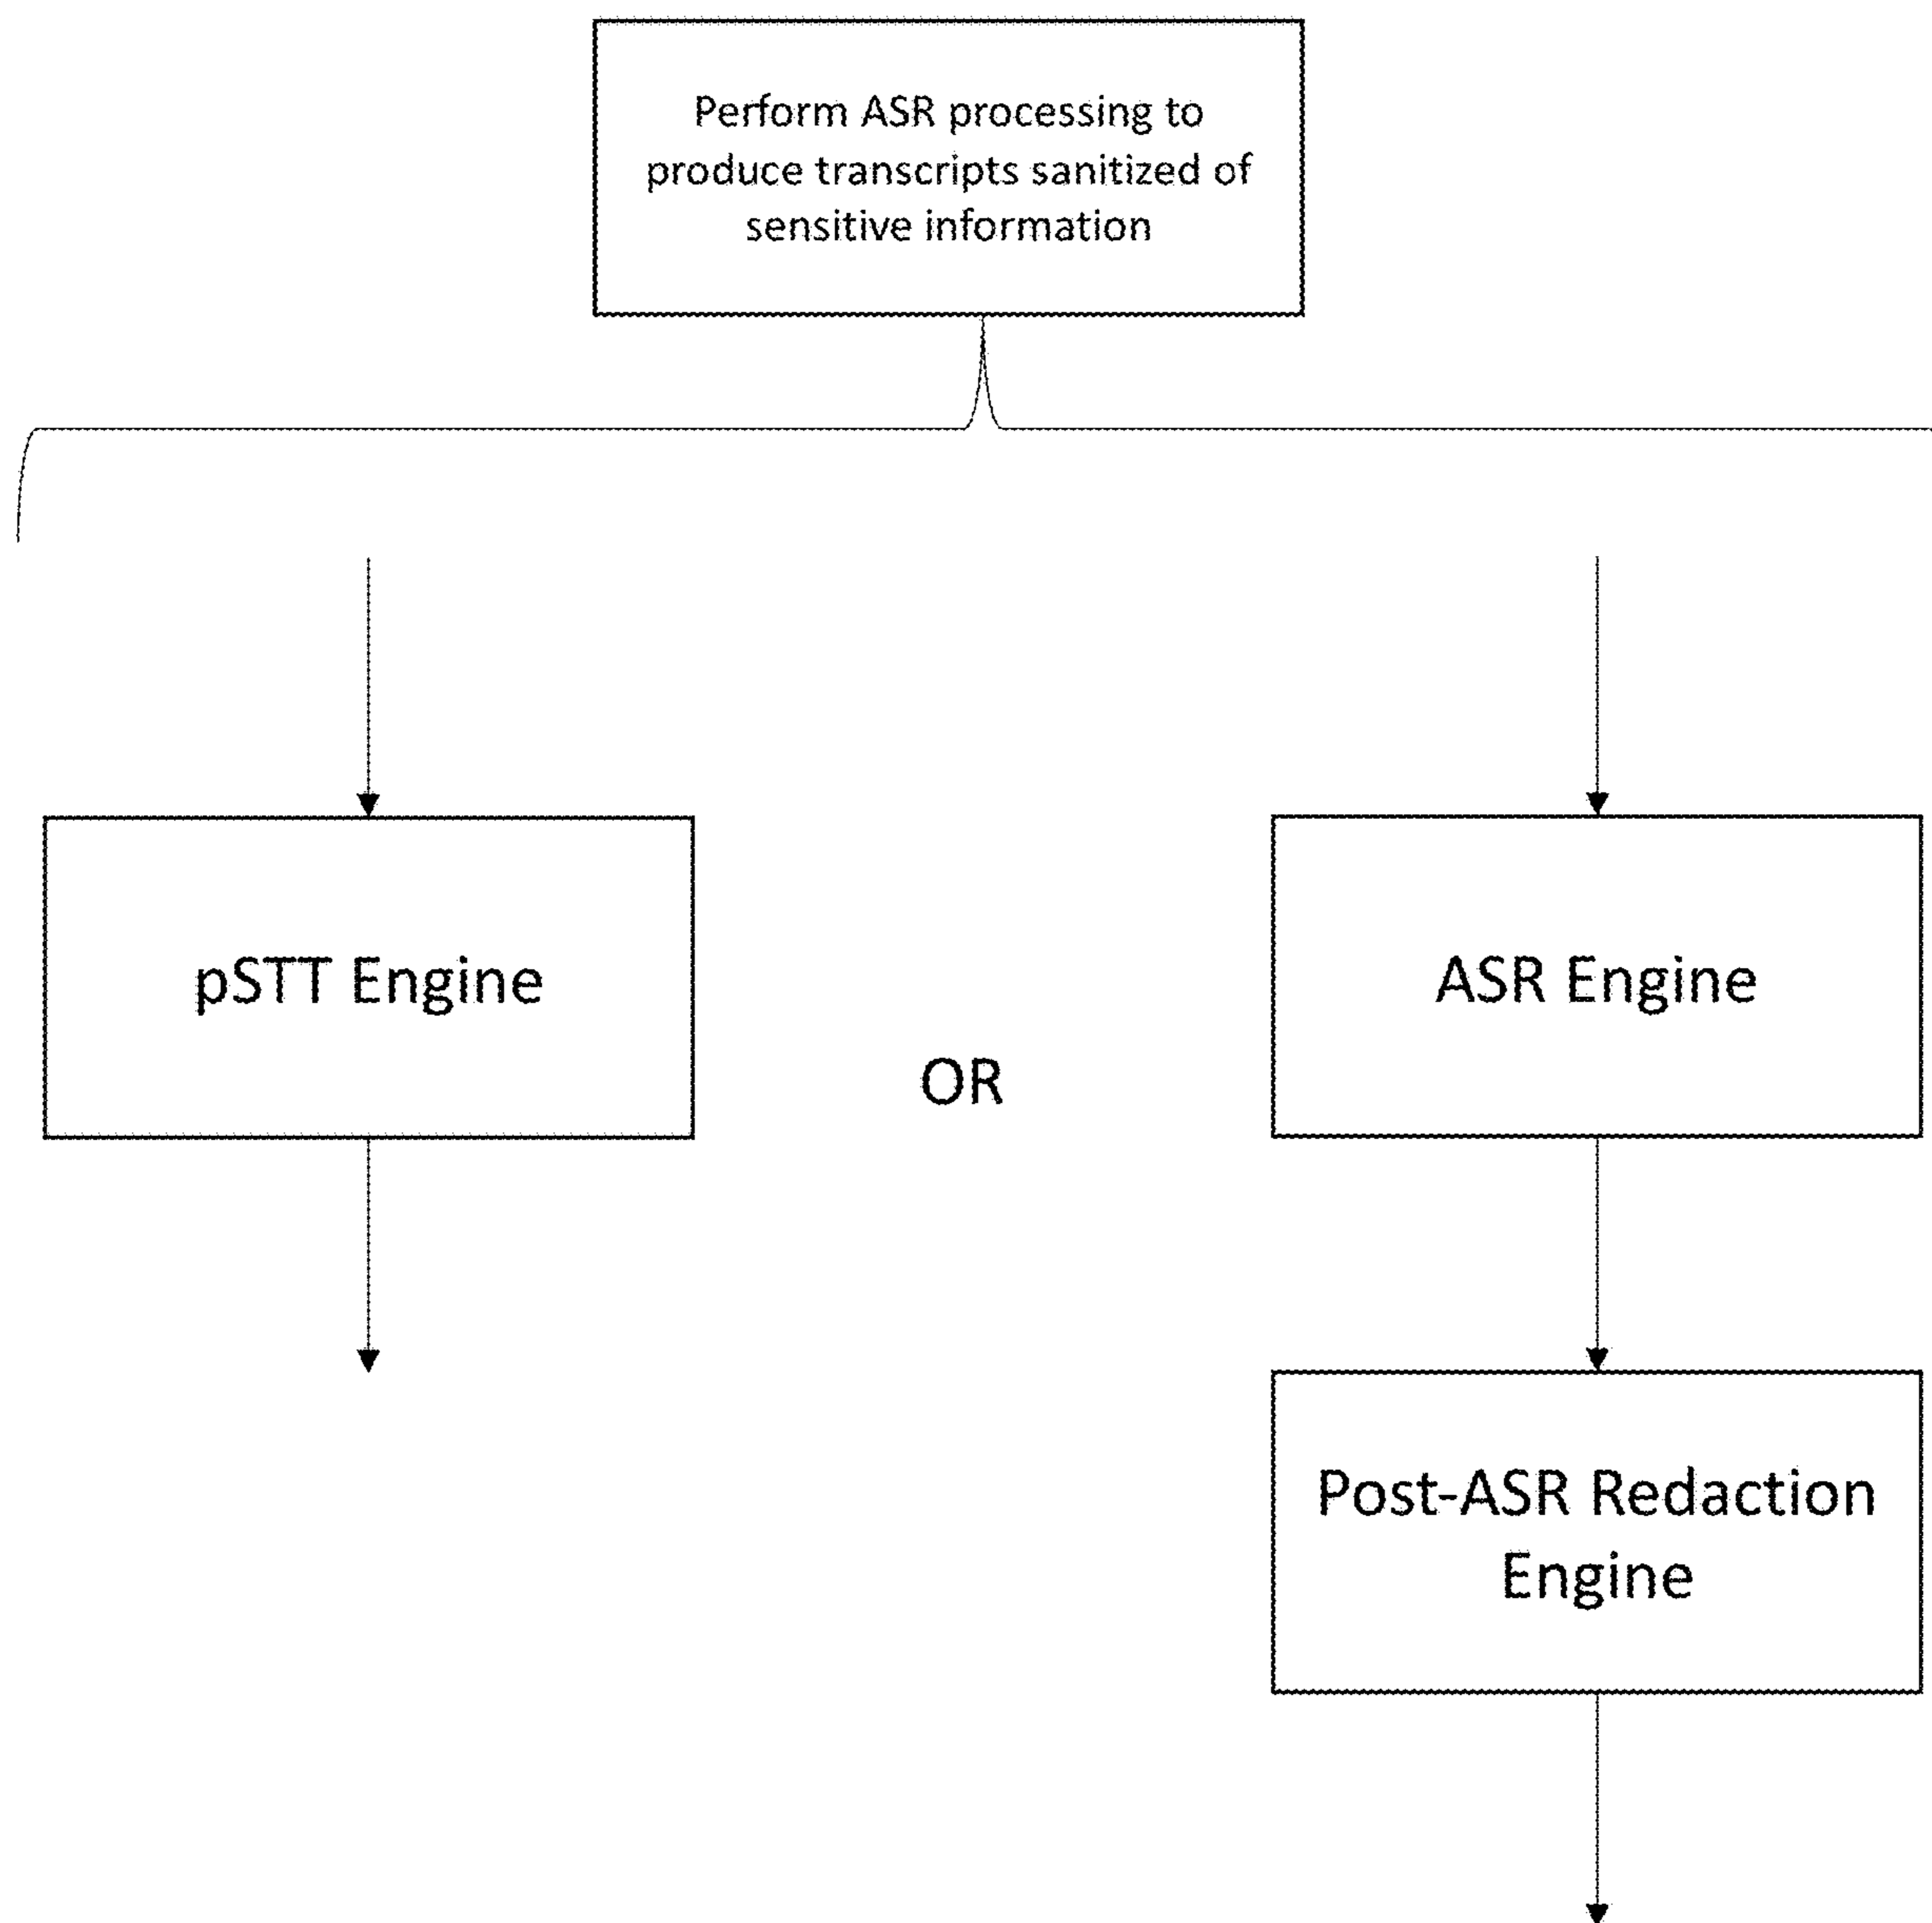 Perform ASR processing to
produce transcripts sanitized of
sensitive information
pSTT Engine
OR
ASR Engine
Post-ASR Redaction
Engine